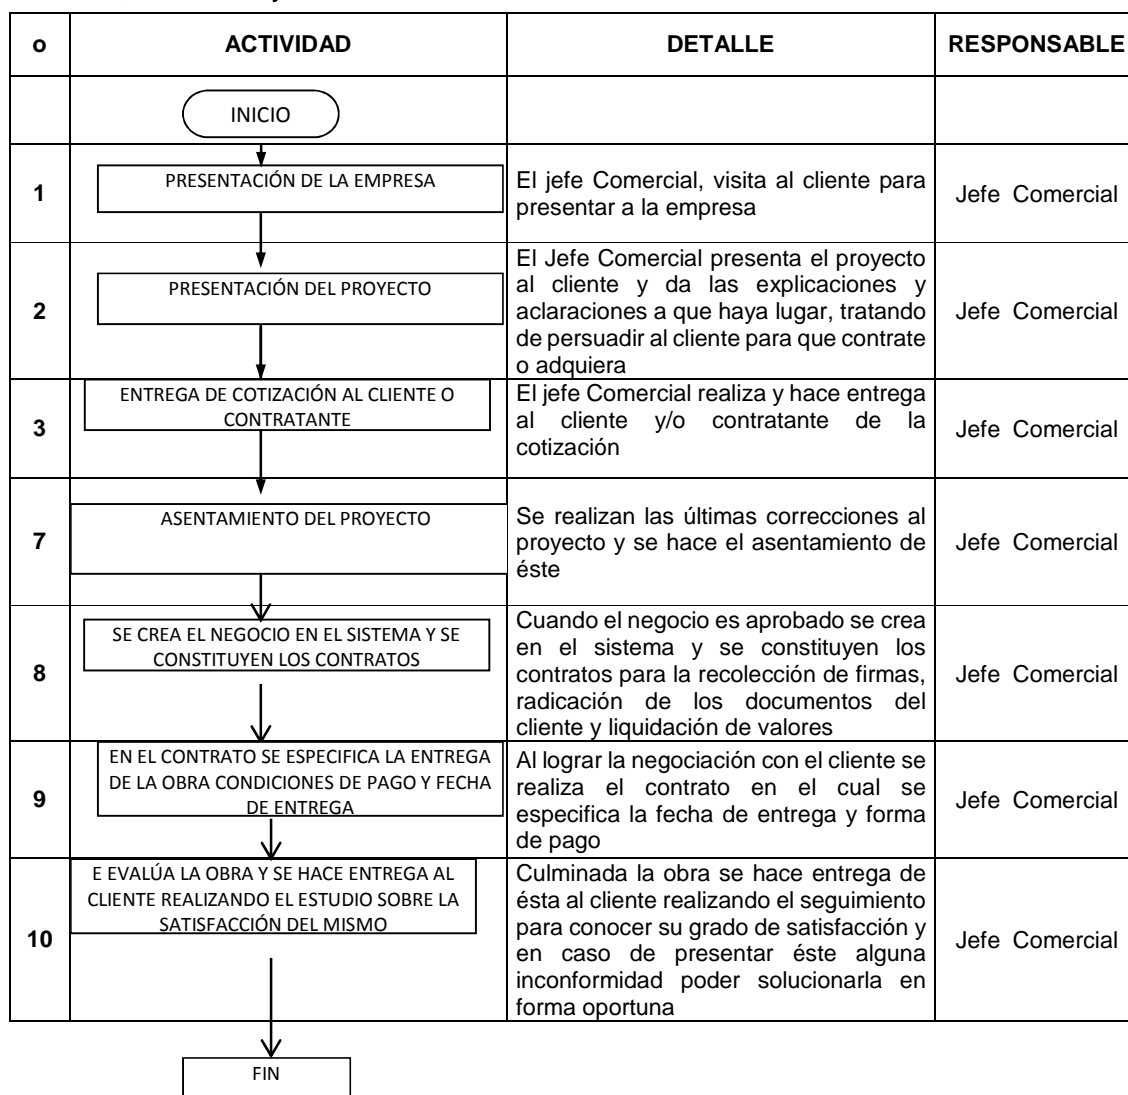 o ACTIVIDAD DETALLE RESPONSABLE
INICIO
1
PRESENTACIÓN DE LA EMPRESA
El jefe Comercial, visita al cliente para
presentar a la empresa
Jefe Comercial
2
PRESENTACIÓN DEL PROYECTO
El Jefe Comercial presenta el proyecto
al cliente y da las explicaciones y
aclaraciones a que haya lugar, tratando
de persuadir al cliente para que contrate
o adquiera
Jefe Comercial
3
ENTREGA DE COTIZACIÓN AL CLIENTE O
CONTRATANTE
El jefe Comercial realiza y hace entrega
al cliente y/o contratante de la
cotización
Jefe Comercial
7
ASENTAMIENTO DEL PROYECTO
Se realizan las últimas correcciones al
proyecto y se hace el asentamiento de
éste
Jefe Comercial
8
SE CREA EL NEGOCIO EN EL SISTEMA Y SE
CONSTITUYEN LOS CONTRATOS
Cuando el negocio es aprobado se crea
en el sistema y se constituyen los
contratos para la recolección de firmas,
radicación de los documentos del
cliente y liquidación de valores
Jefe Comercial
9
EN EL CONTRATO SE ESPECIFICA LA ENTREGA
DE LA OBRA CONDICIONES DE PAGO Y FECHA
DE ENTREGA
Al lograr la negociación con el cliente se
realiza el contrato en el cual se
especifica la fecha de entrega y forma
de pago
Jefe Comercial
10
E EVALÚA LA OBRA Y SE HACE ENTREGA AL
CLIENTE REALIZANDO EL ESTUDIO SOBRE LA
SATISFACCIÓN DEL MISMO
Culminada la obra se hace entrega de
ésta al cliente realizando el seguimiento
para conocer su grado de satisfacción y
en caso de presentar éste alguna
inconformidad poder solucionarla en
forma oportuna
Jefe Comercial
FIN